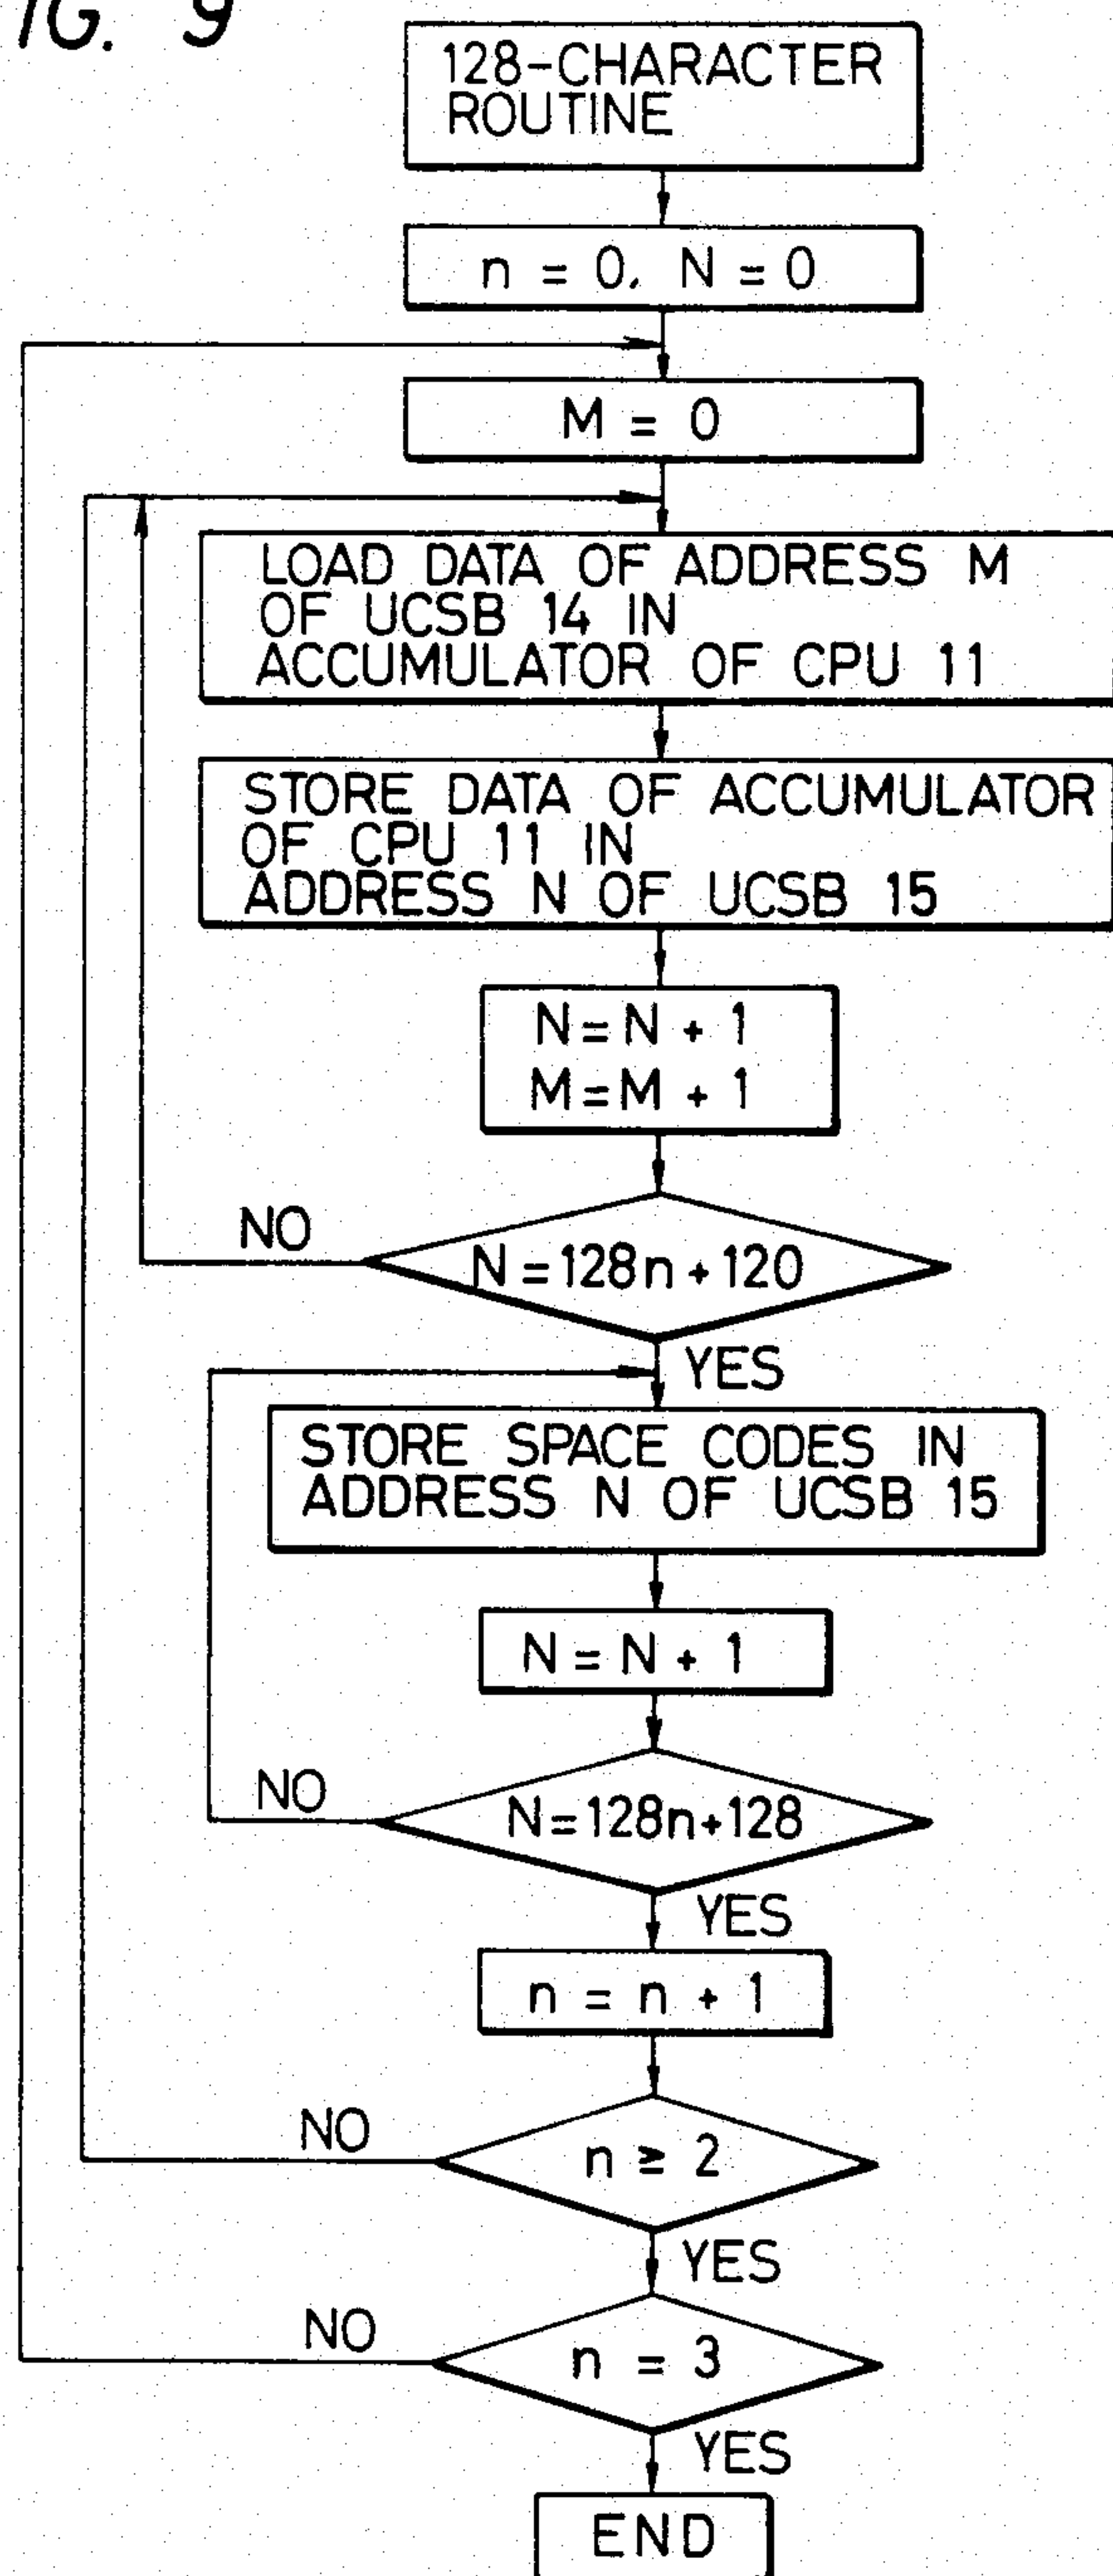 IG. 9
128-CHARACTER
ROUTINE
n = 0, N = 0
M = 0
LOAD DATA OF ADDRESS M
OF UCSB 14 IN
ACCUMULATOR OF CPU 11
STORE DATA OF ACCUMULATOR
OF CPU 11 IN
ADDRESS N OF UCSB 15
N = N + 1
M = M + 1
NO
N = 128n + 120
YES
STORE SPACE CODES IN
ADDRESS N OF UCSB 15
N = N + 1
NO
N = 128n + 128
YES
n = n + 1
NO
n ≥ 2
YES
NO
n = 3
YES
END